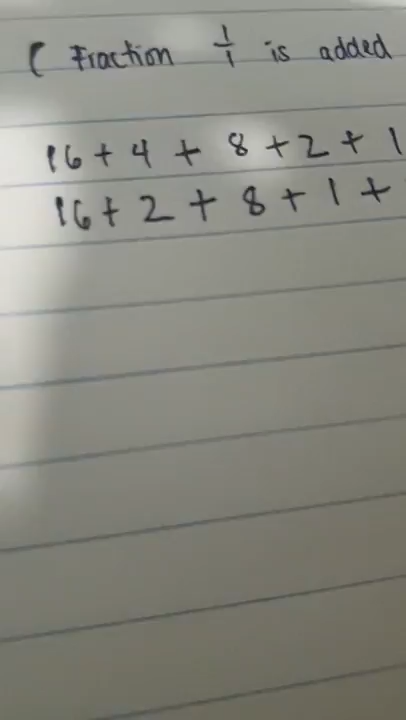 ( Fraction 1/1 is added
16 + 4 + 8 + 2 + 1
16 + 2 + 8 + 1 +